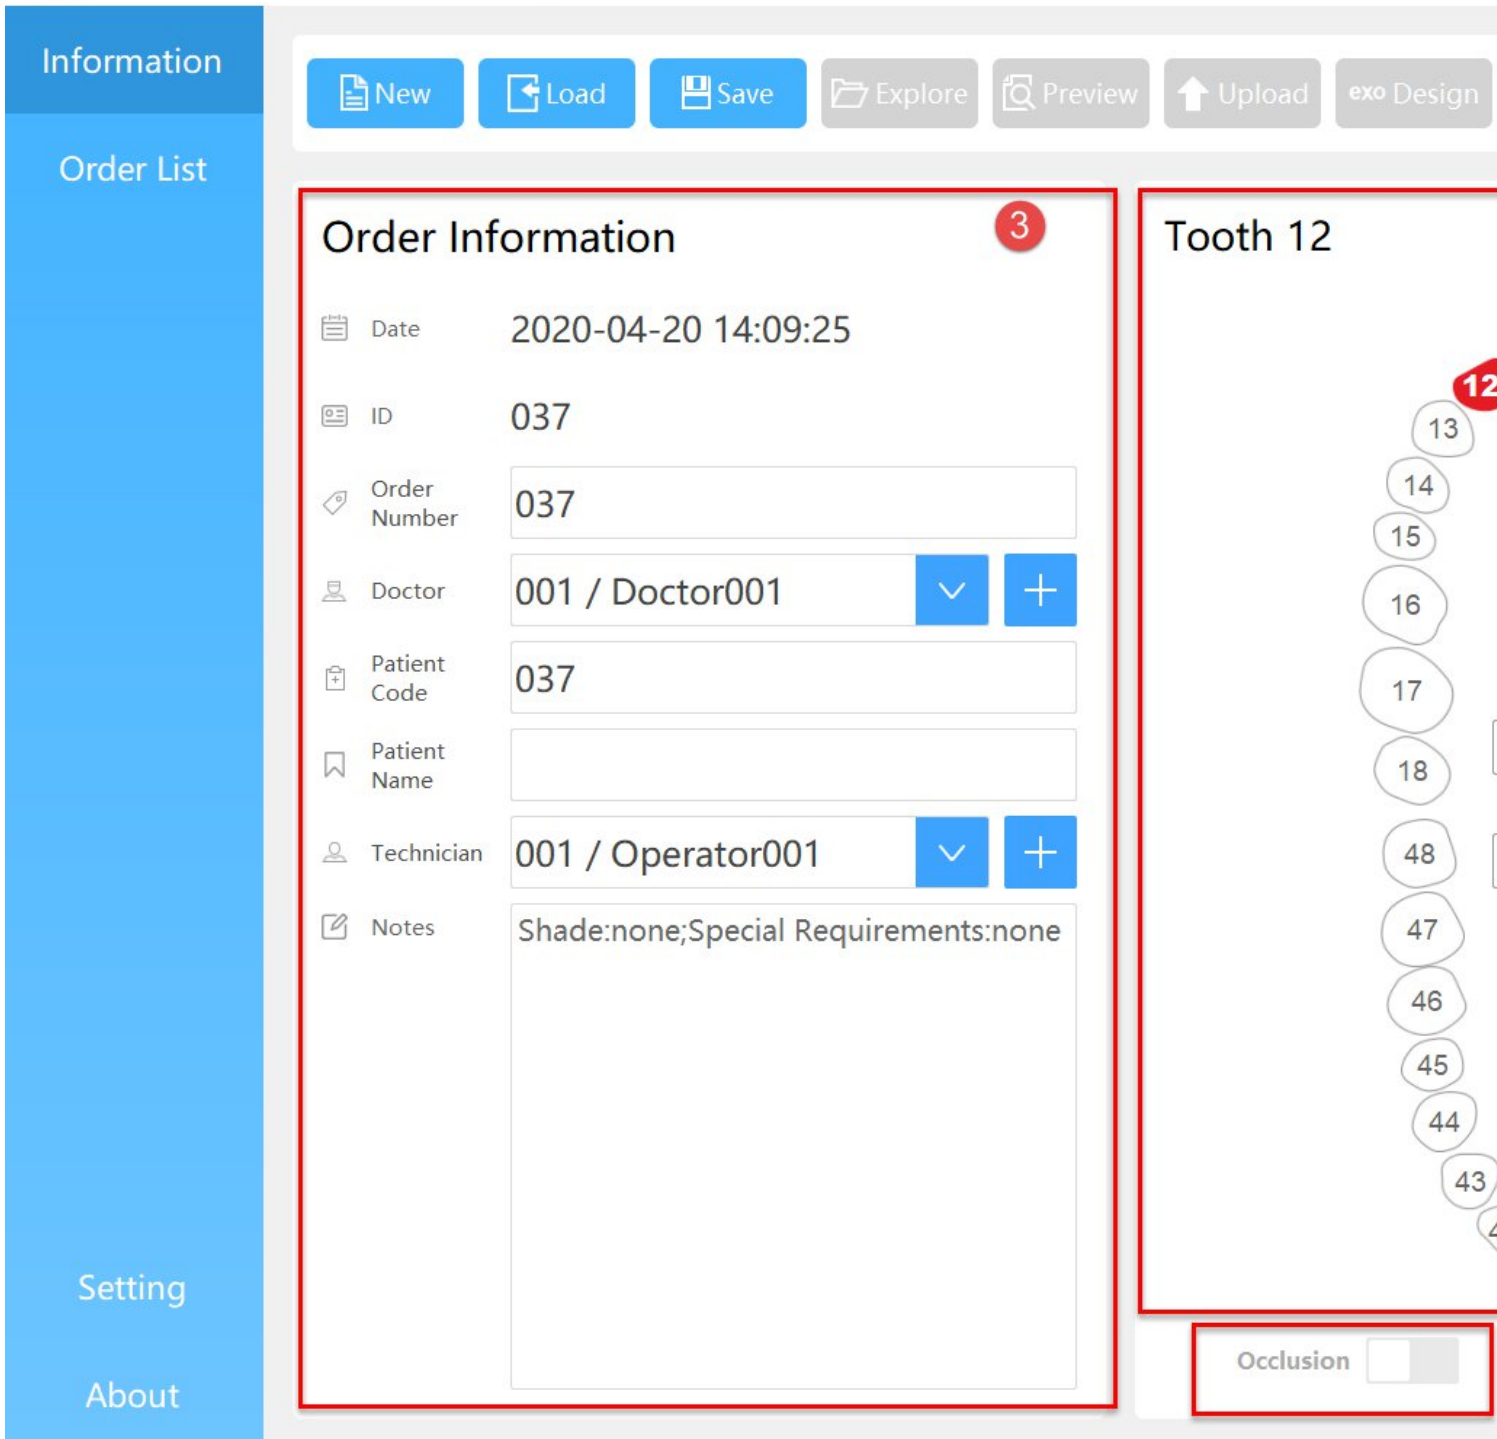 Information
New
Load
Save
Explore
Preview
Upload
exo Design
Order List
Order Information
3
Date
2020-04-20 14:09:25
ID
037
Order
Number
037
Doctor
001 / Doctor001
Patient
Code
037
Patient
Name
Technician
001 / Operator001
Notes
Shade:none;Special Requirements:none
Tooth 12
12
13
14
15
16
17
18
48
47
46
45
44
43
Occlusion
Setting
About